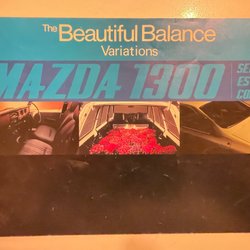 The Beautiful Balance
Variations
MAZDA 1300